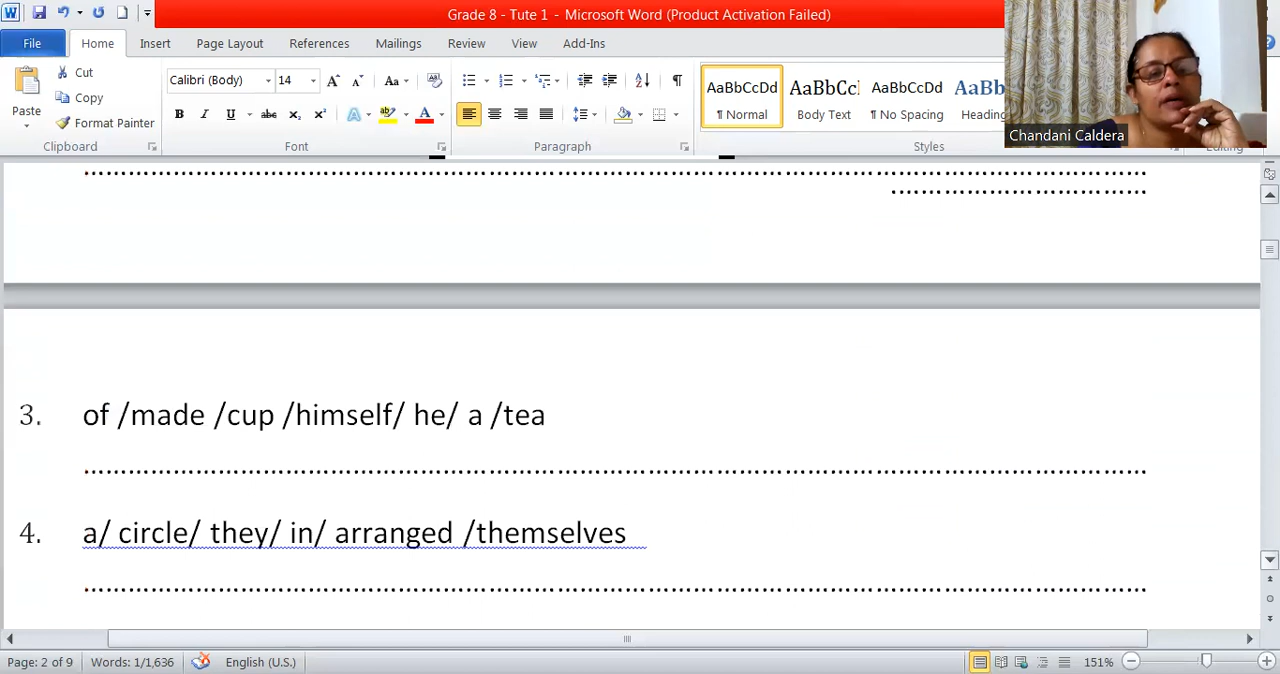 Grade 8 - Tute 1 - Microsoft Word (Product Activation Failed)
File Home Insert Page Layout References Mailings Review View Add-Ins
Paste
Cut
Copy
Format Painter
Clipboard
Calibri (Body) 14
Font
Paragraph
AaBbCcDd AaBbCcI AaBbCcDd AaBb
¶ Normal Body Text ¶ No Spacing Heading
Styles
Editing
Chandani Caldera
3. of /made /cup /himself/ he/ a /tea
4. a/ circle/ they/ in/ arranged /themselves
Page: 2 of 9 Words: 1/1,636 English (U.S.) 151%